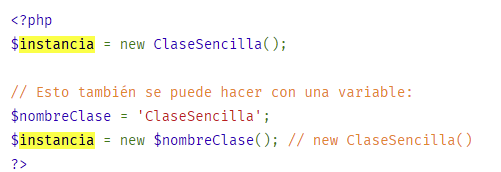 <?php
$instancia = new ClaseSencilla();
// Esto también se puede hacer con una variable:
$nombreClase = 'ClaseSencilla';
$instancia = new $nombreClase(); // new ClaseSencilla()
?>